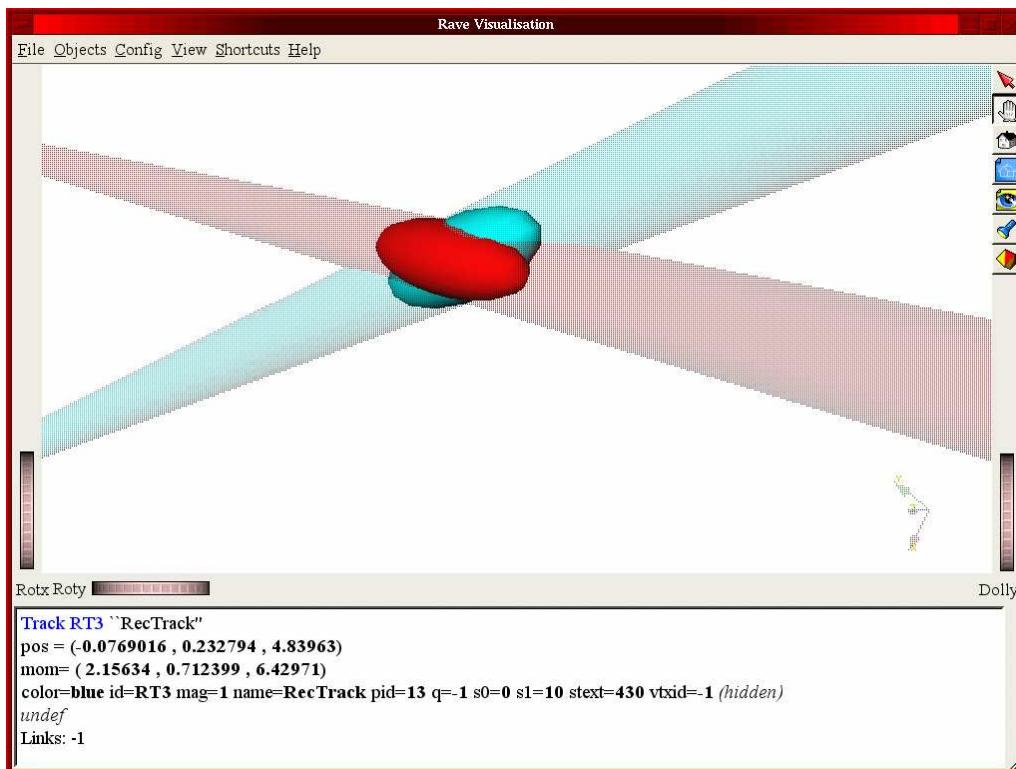 Rave Visualisation
File Objects Config View Shortcuts Help
Rotx Roty
Dolly
Track RT3 ``RecTrack"
pos = (-0.0769016 , 0.232794 , 4.83963)
mom= ( 2.15634 , 0.712399 , 6.42971)
color=blue id=RT3 mag=1 name=RecTrack pid=13 q=-1 s0=0 s1=10 stext=430 vtxid=-1 (hidden)
undef
Links: -1